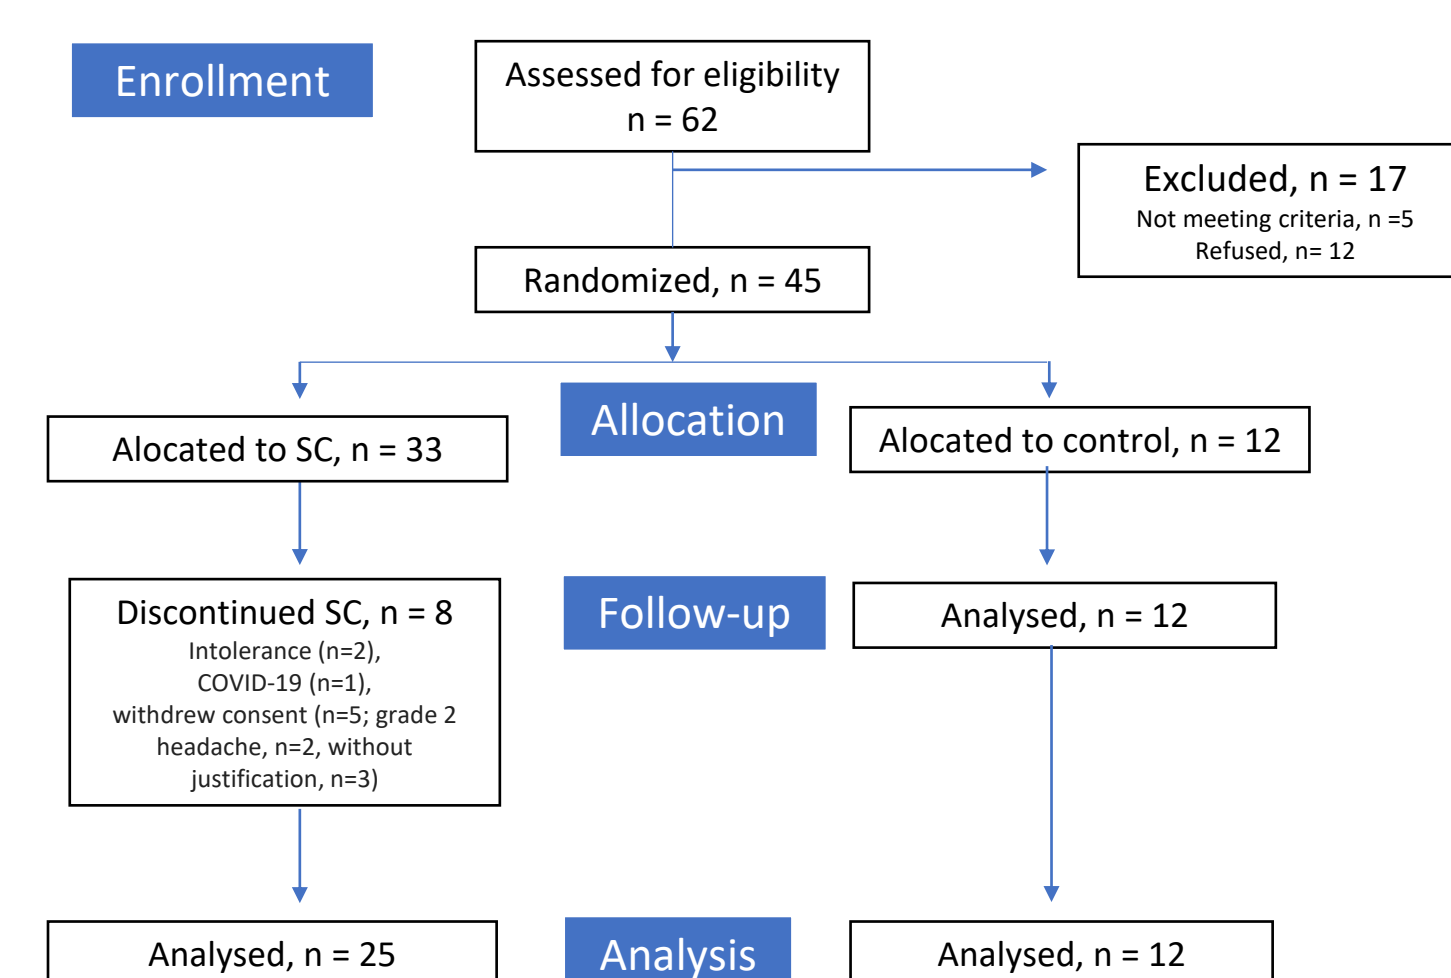 Enrollment
Assessed for eligibility
n = 62
Excluded, n = 17
Not meeting criteria, n =5
Refused, n= 12
Randomized, n = 45
Allocation
Alocated to SC, n = 33
Alocated to control, n = 12
Discontinued SC, n = 8
Intolerance (n=2),
COVID-19 (n=1),
withdrew consent (n=5; grade 2
headache, n=2, without
justification, n=3)
Follow-up
Analysed, n = 12
Analysed, n = 25
Analysis
Analysed, n = 12